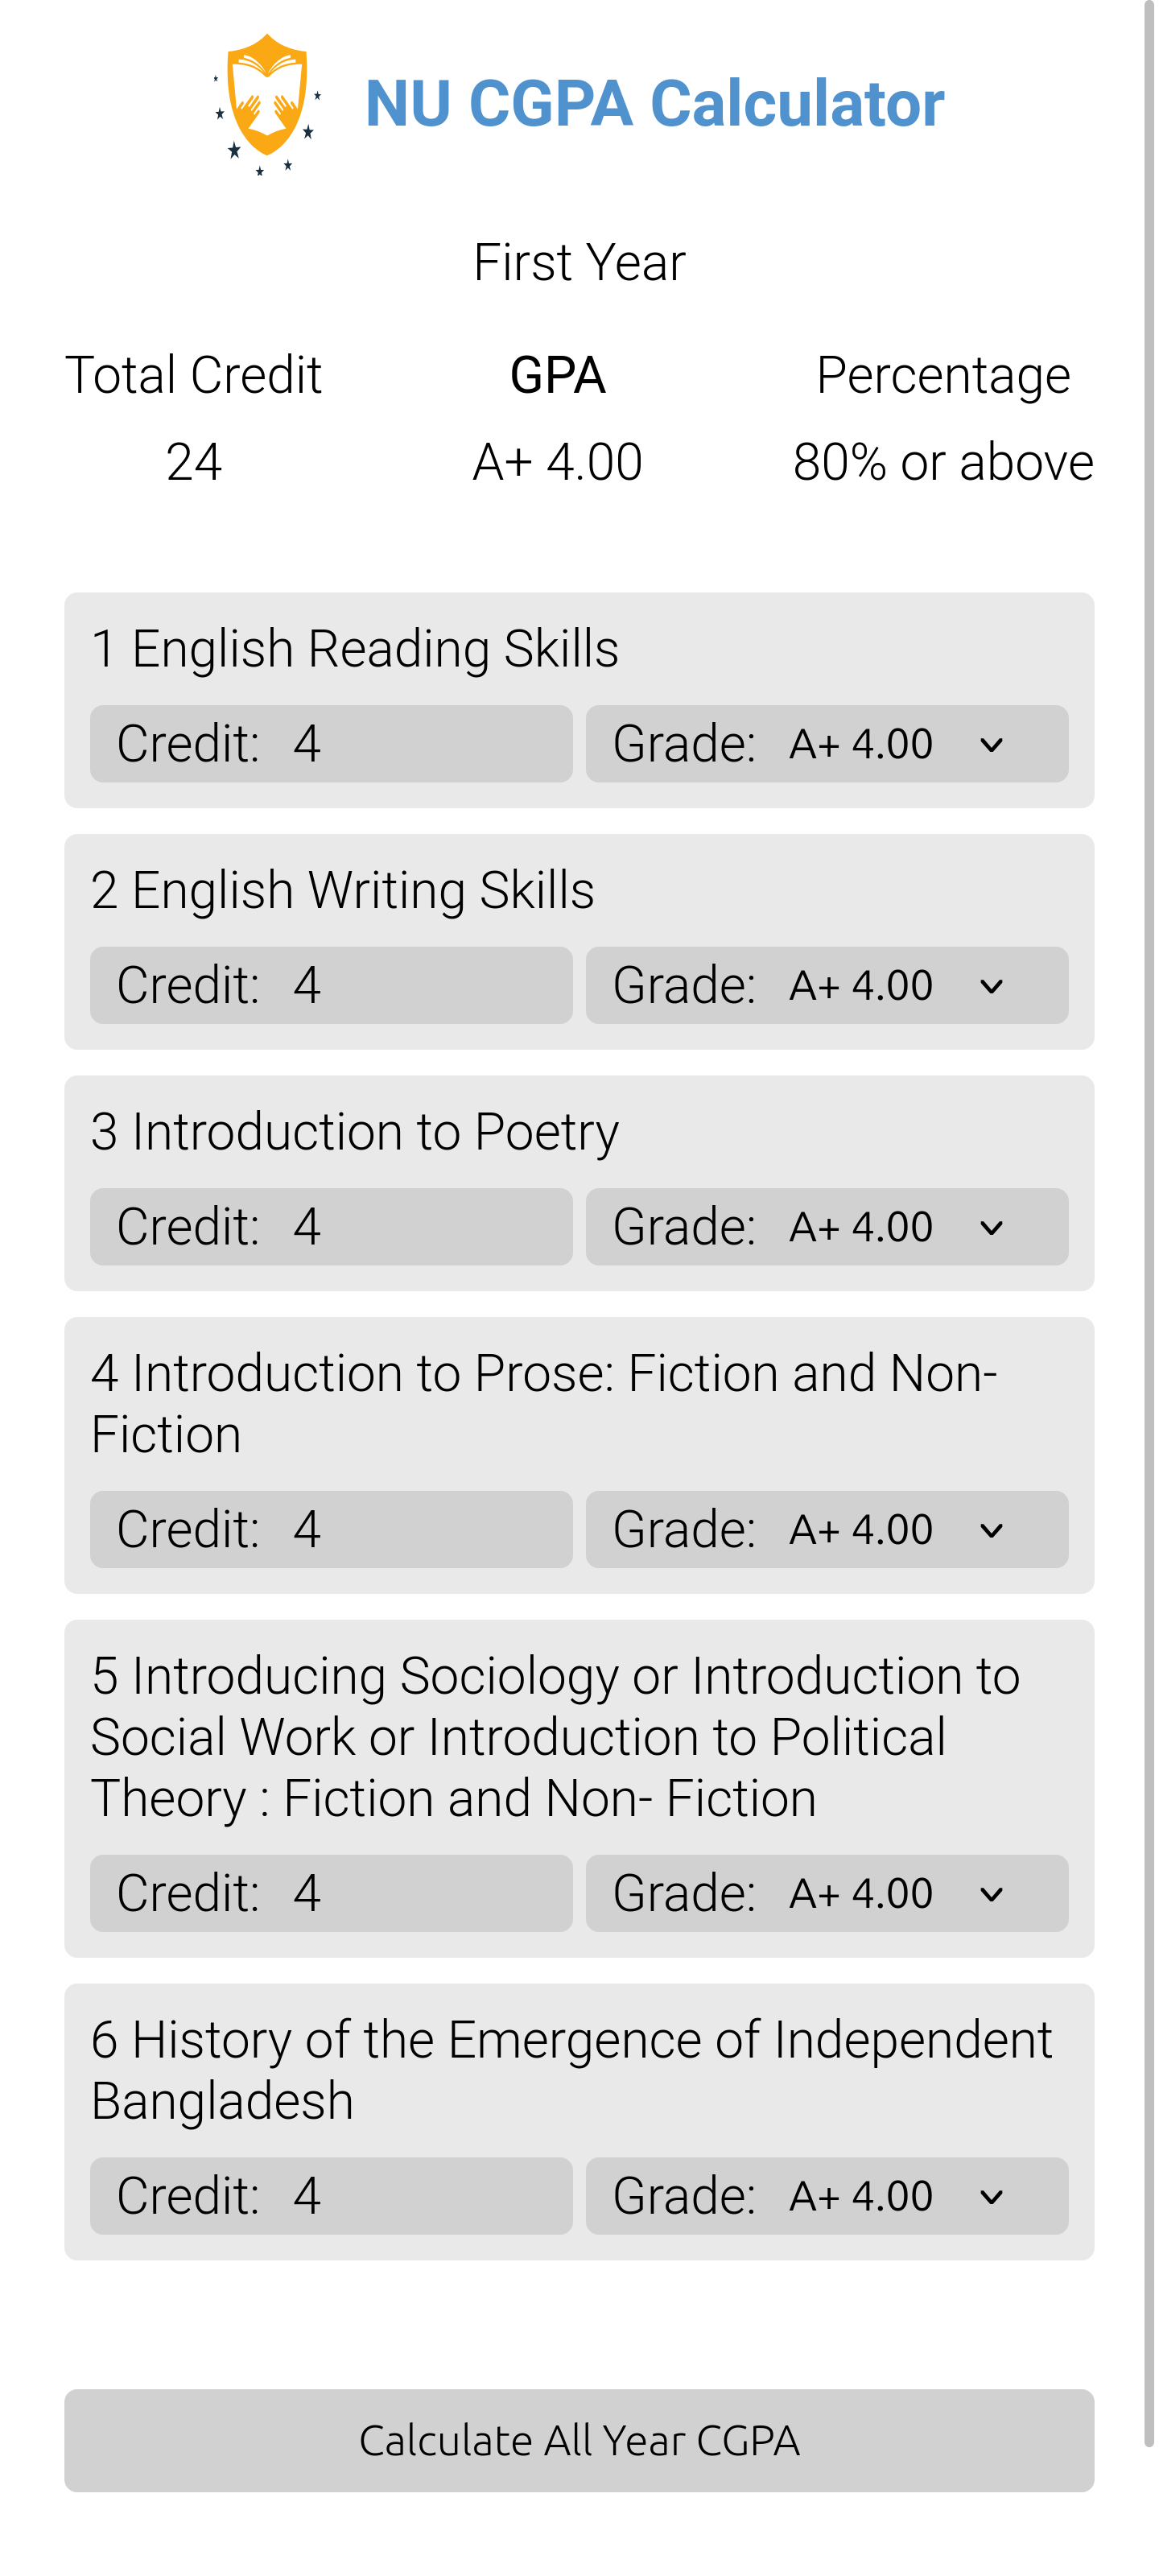 NU CGPA Calculator
First Year
Total Credit GPA Percentage
24 A+ 4.00 80% or above
1 English Reading Skills
Credit: 4 Grade: A+ 4.00
2 English Writing Skills
Credit: 4 Grade: A+ 4.00
3 Introduction to Poetry
Credit: 4 Grade: A+ 4.00
4 Introduction to Prose: Fiction and Non-
Fiction
Credit: 4 Grade: A+ 4.00
5 Introducing Sociology or Introduction to
Social Work or Introduction to Political
Theory : Fiction and Non- Fiction
Credit: 4 Grade: A+ 4.00
6 History of the Emergence of Independent
Bangladesh
Credit: 4 Grade: A+ 4.00
Calculate All Year CGPA